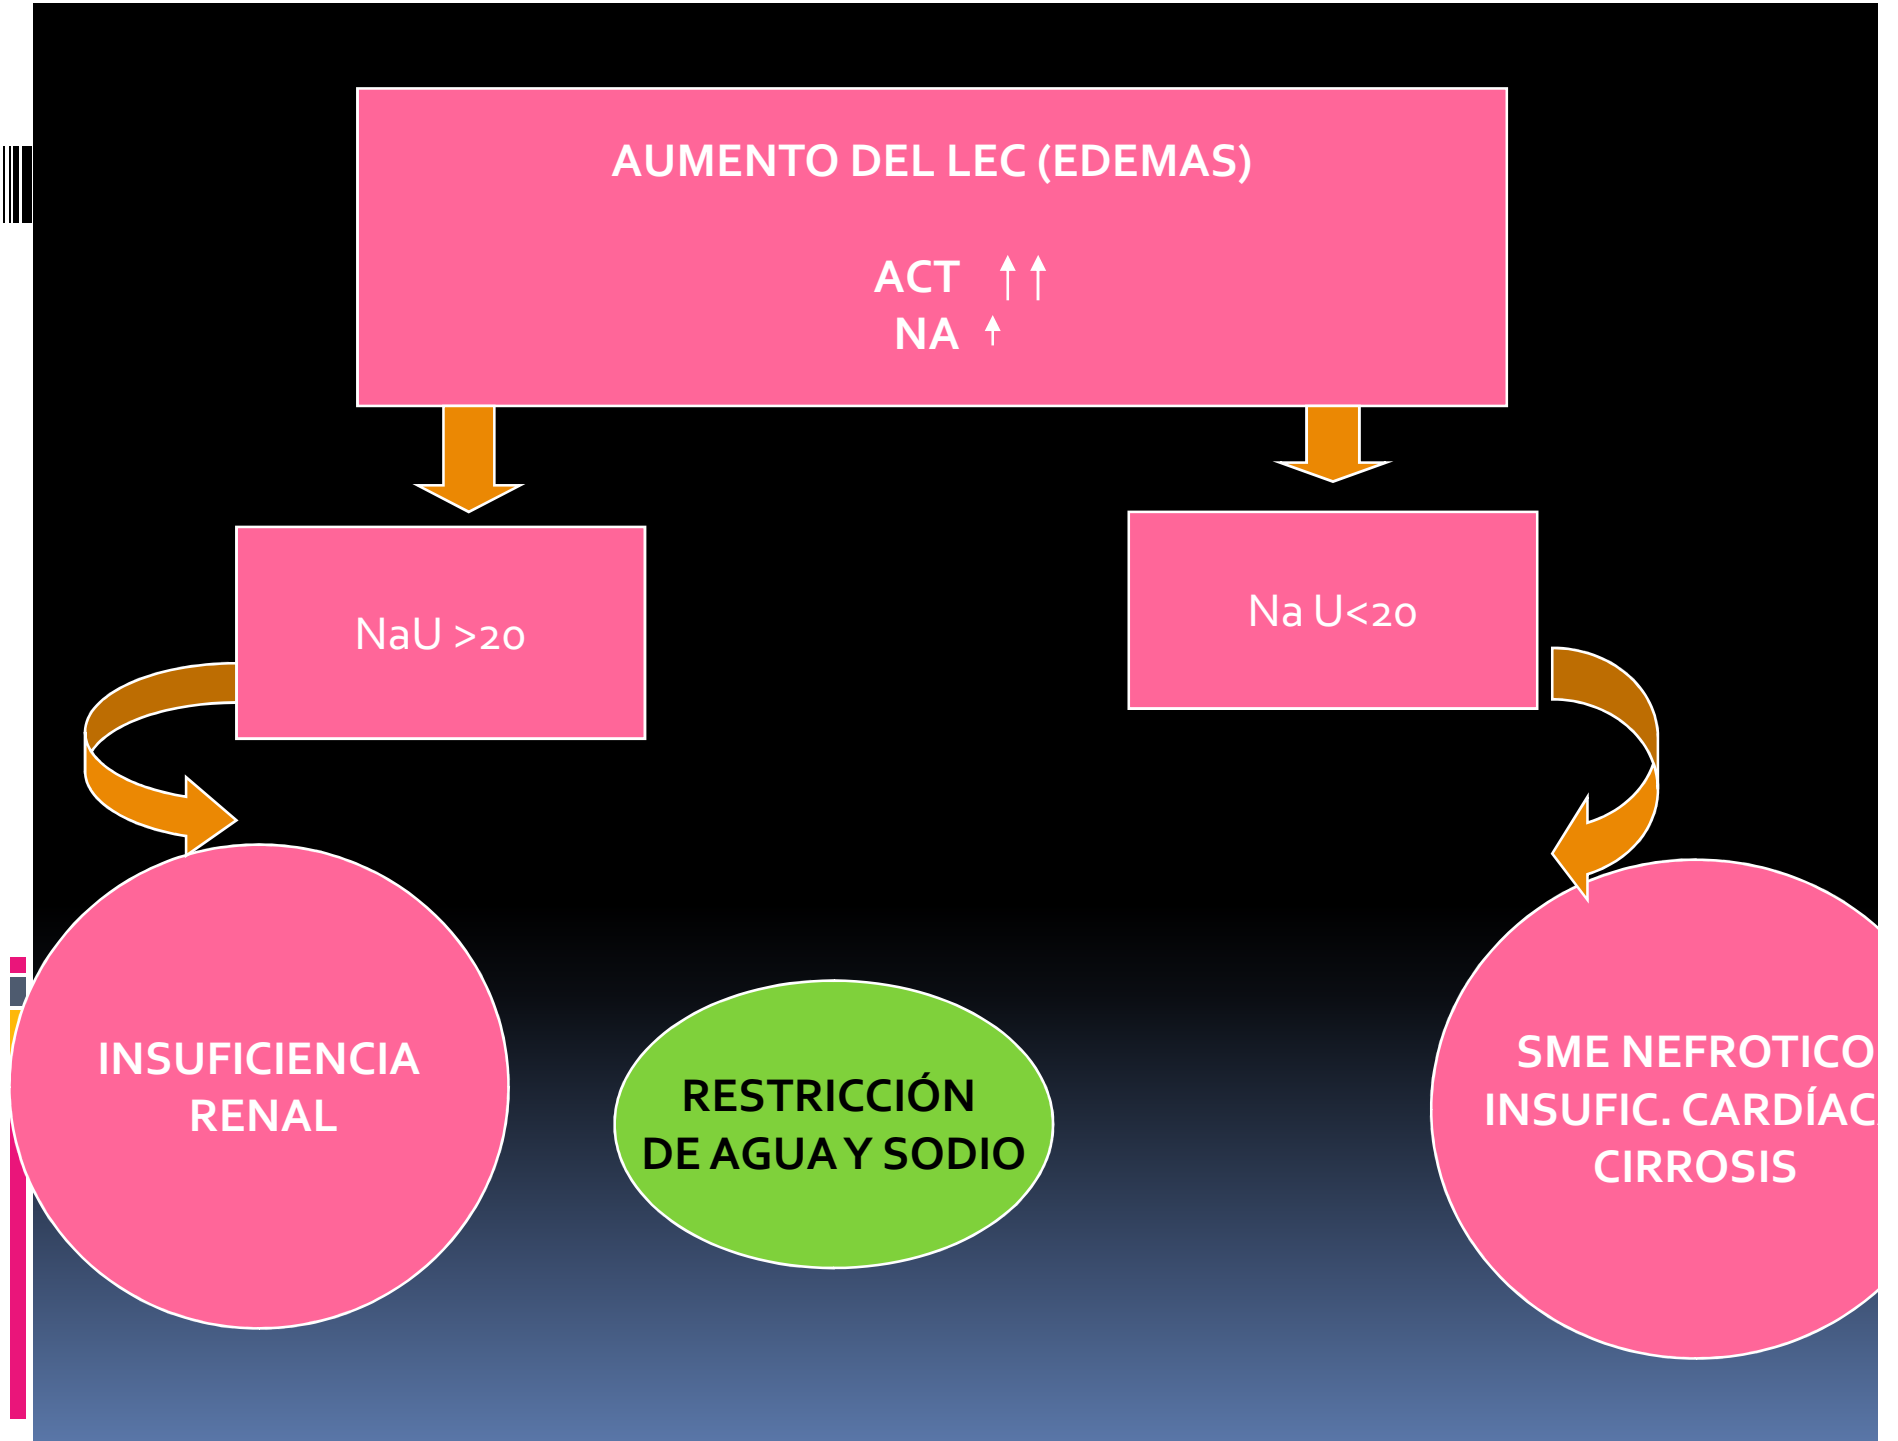 AUMENTO DEL LEC (EDEMAS)
ACT ↑↑
NA ↑
NaU >20
Na U<20
INSUFICIENCIA
RENAL
RESTRICCIÓN
DE AGUA Y SODIO
SME NEFROTICO
INSUFIC. CARDÍAC
CIRROSIS